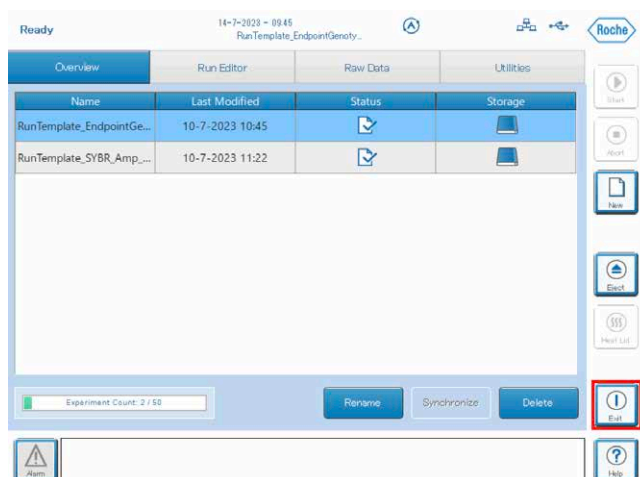 Ready
14-7-2023 - 09:45
RunTemplate_EndpointGenoty..
Roche
Overview
Run Editor
Raw Data
Utilities
Start
Name
Last Modified
Status
Storage
RunTemplate_EndpointGe...
10-7-2023 10:45
Abort
RunTemplate_SYBR_Amp_...
10-7-2023 11:22
New
Eject
Heat Lid
Experiment Count: 2 / 50
Rename
Synchronize
Delete
Exit
Alarm
Help